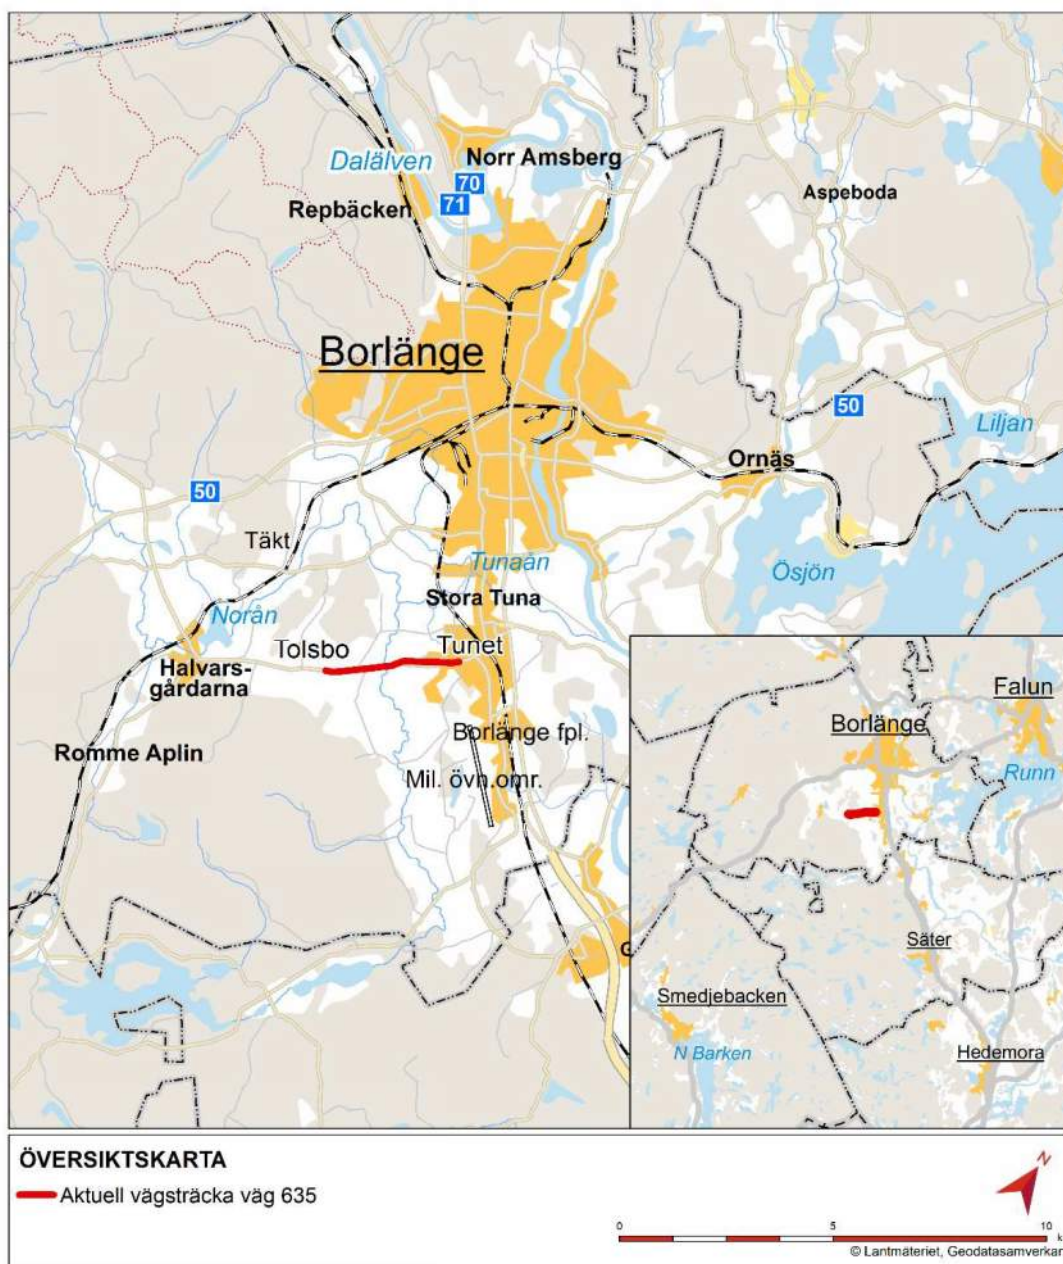 Dalälven
Norr Amsberg
70
71
Repbäcken
Aspeboda
Borlänge
50
Liljan
Ornäs
50
Täkt
Tunaån
Ösjön
Stora Tuna
Norån
Tolsbo
Tunet
Halvars-
gårdarna
Borlänge fpl.
Romme Aplin
Mil. övn.omr.
G
Falun
Borlänge
Runn
Säter
Smedjebacken
N Barken
Hedemora
ÖVERSIKTSKARTA
Aktuell vägsträcka väg 635
N
0 5 10
k
© Lantmäteriet, Geodatasamverkan